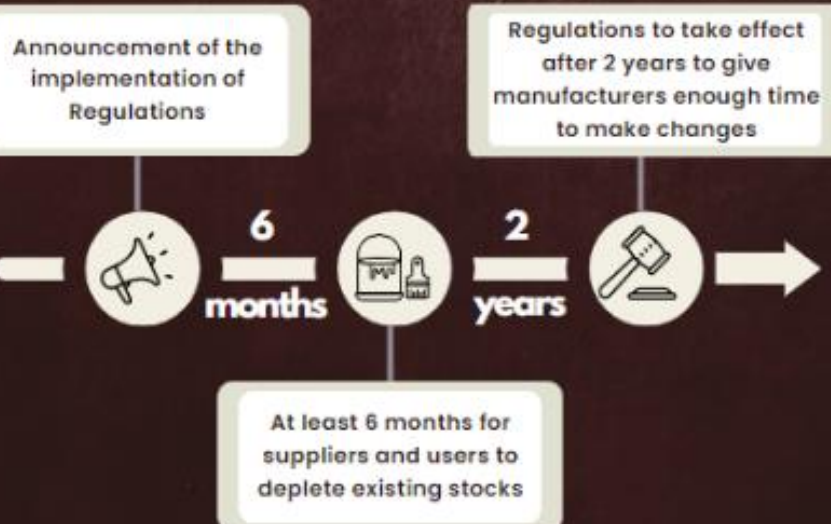 Announcement of the
implementation of
Regulations
Regulations to take effect
after 2 years to give
manufacturers enough time
to make changes
6
months
2
years
At least 6 months for
suppliers and users to
deplete existing stocks